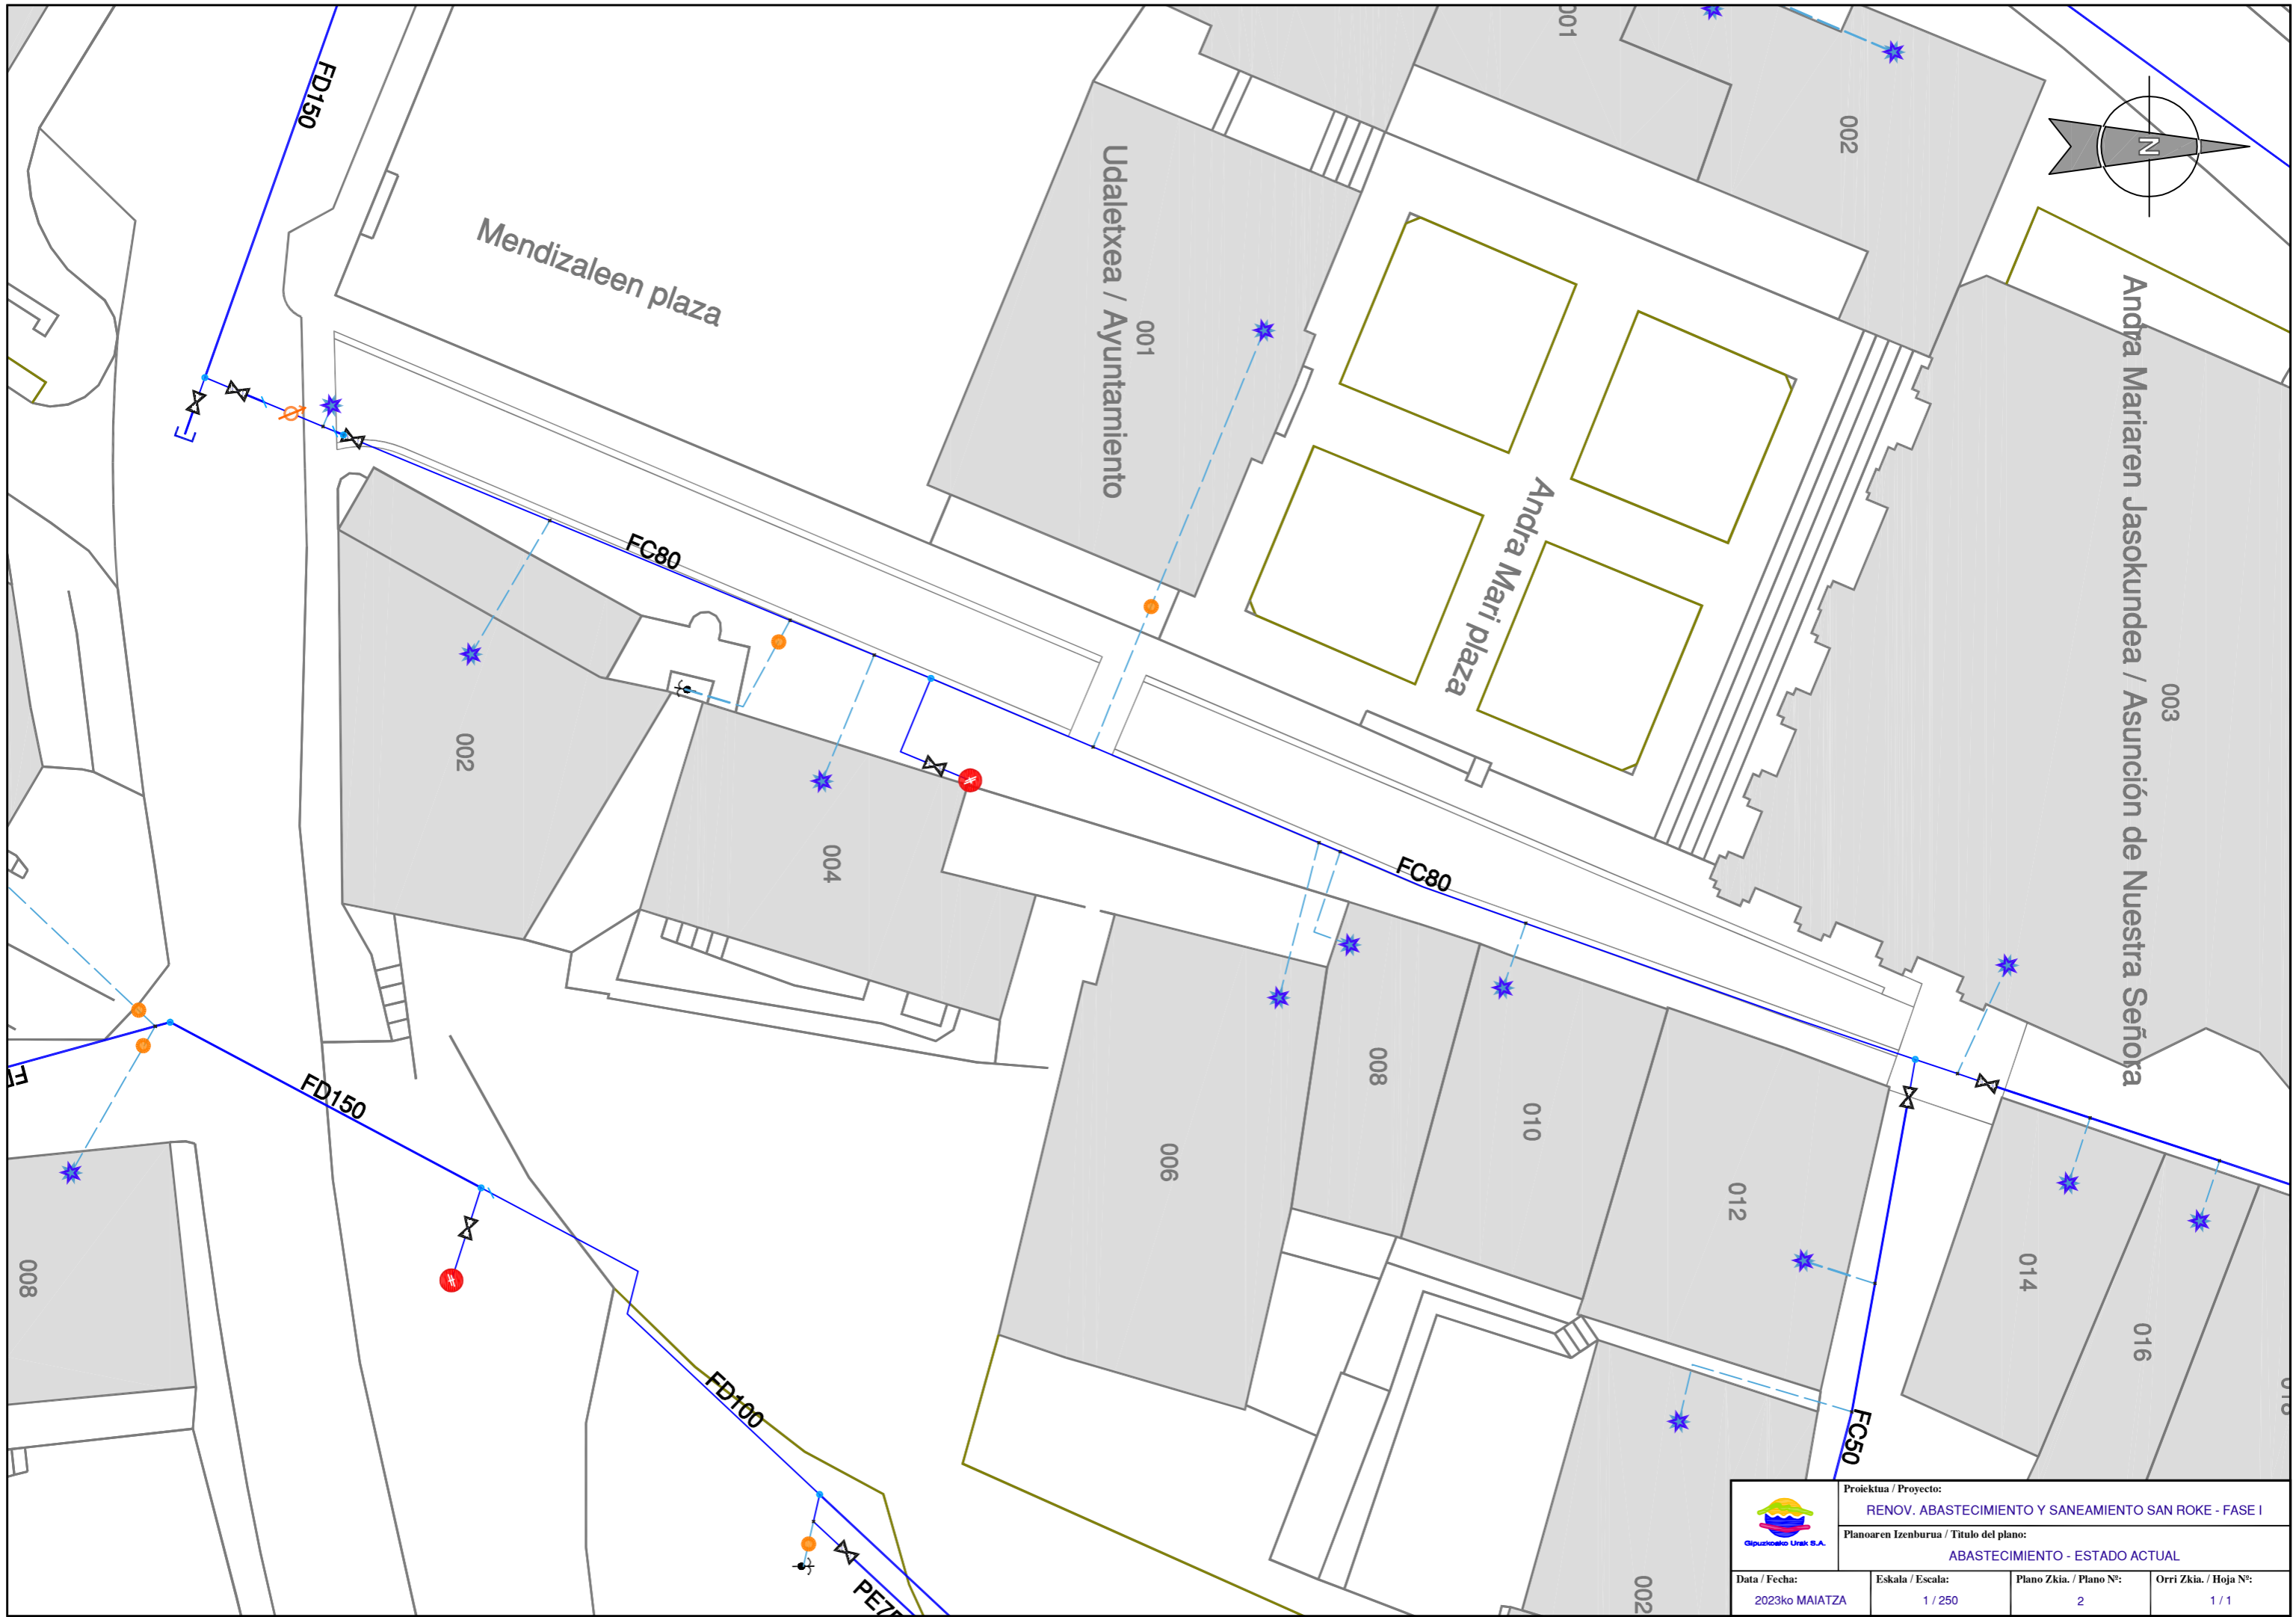 FD150
001
002
N
Mendizaleen plaza
Udaletxea / Ayuntamiento
001
Andra Mariaren Jasokundea / Asunción de Nuestra Señora
003
Andra Mari plaza
FC80
002
004
FC80
008
010
006
012
014
016
FD150
008
FD100
FC50
002
Proiektua / Proyecto:
RENOV. ABASTECIMIENTO Y SANEAMIENTO SAN ROKE - FASE I
Planoaren Izenburua / Titulo del plano:
ABASTECIMIENTO - ESTADO ACTUAL
Gipuzkoako Urak S.A.
Data / Fecha:
2023ko MAIATZA
Eskala / Escala:
1 / 250
Plano Zkia. / Plano Nº:
2
Orri Zkia. / Hoja Nº:
1 / 1